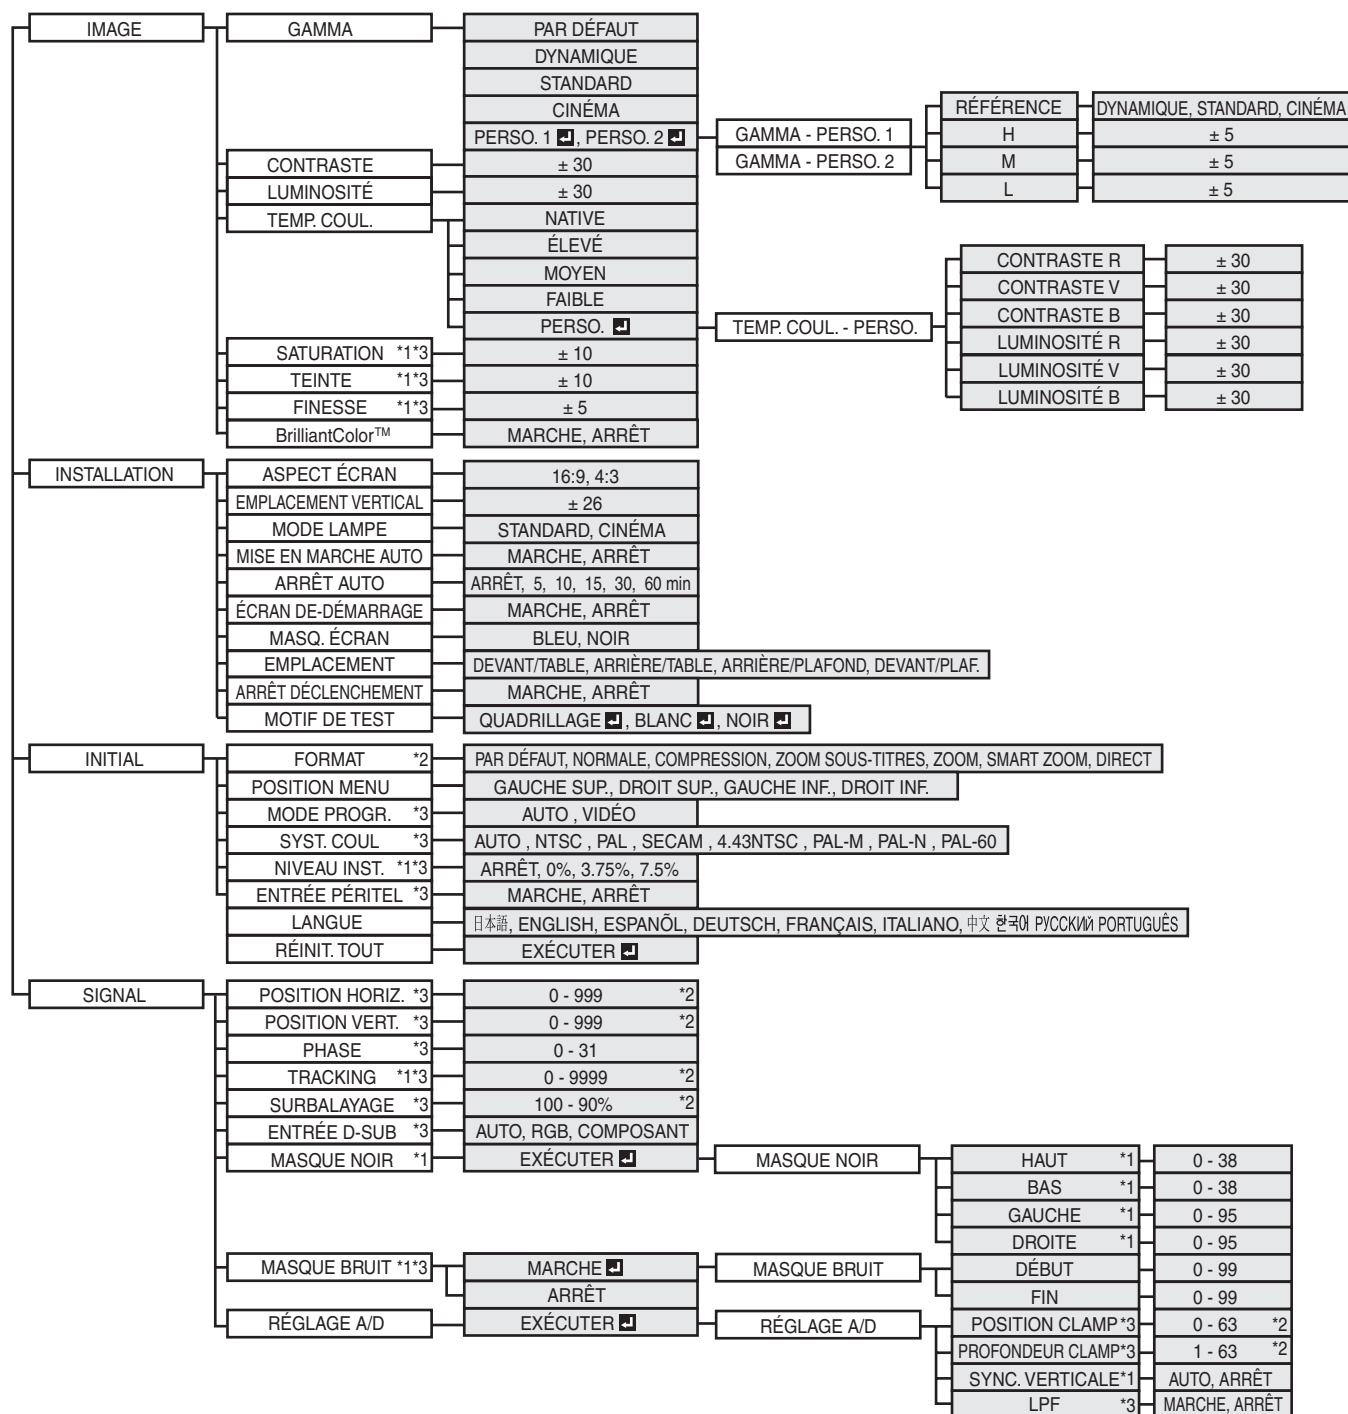 IMAGE GAMMA PAR DÉFAUT
DYNAMIQUE
STANDARD
CINÉMA
PERSO. 1 , PERSO. 2
GAMMA - PERSO. 1
GAMMA - PERSO. 2
RÉFÉRENCE DYNAMIQUE, STANDARD, CINÉMA
H ± 5
M ± 5
L ± 5
CONTRASTE ± 30
LUMINOSITÉ ± 30
TEMP. COUL. NATIVE
ÉLEVÉ
MOYEN
FAIBLE
PERSO.
TEMP. COUL. - PERSO.
CONTRASTE R ± 30
CONTRASTE V ± 30
CONTRASTE B ± 30
LUMINOSITÉ R ± 30
LUMINOSITÉ V ± 30
LUMINOSITÉ B ± 30
SATURATION *1*3 ± 10
TEINTE *1*3 ± 10
FINESSE *1*3 ± 5
BrilliantColor™ MARCHE, ARRÊT
INSTALLATION ASPECT ÉCRAN 16:9, 4:3
EMPLACEMENT VERTICAL ± 26
MODE LAMPE STANDARD, CINÉMA
MISE EN MARCHE AUTO MARCHE, ARRÊT
ARRÊT AUTO ARRÊT, 5, 10, 15, 30, 60 min
ÉCRAN DE-DÉMARRAGE MARCHE, ARRÊT
MASQ. ÉCRAN BLEU, NOIR
EMPLACEMENT DEVANT/TABLE, ARRIÈRE/TABLE, ARRIÈRE/PLAFOND, DEVANT/PLAF.
ARRÊT DÉCLENCHEMENT MARCHE, ARRÊT
MOTIF DE TEST QUADRILLAGE , BLANC , NOIR
INITIAL FORMAT *2 PAR DÉFAUT, NORMALE, COMPRESSION, ZOOM SOUS-TITRES, ZOOM, SMART ZOOM, DIRECT
POSITION MENU GAUCHE SUP., DROIT SUP., GAUCHE INF., DROIT INF.
MODE PROGR. *3 AUTO , VIDÉO
SYST. COUL *3 AUTO , NTSC , PAL , SECAM , 4.43NTSC , PAL-M , PAL-N , PAL-60
NIVEAU INST. *1*3 ARRÊT, 0%, 3.75%, 7.5%
ENTRÉE PÉRITEL *3 MARCHE, ARRÊT
LANGUE 日本語, ENGLISH, ESPANÕL, DEUTSCH, FRANÇAIS, ITALIANO, 中文 한국어 РУССКИЙ PORTUGUÊS
RÉINIT. TOUT EXÉCUTER
SIGNAL POSITION HORIZ. *3 0 - 999 *2
POSITION VERT. *3 0 - 999 *2
PHASE *3 0 - 31
TRACKING *1*3 0 - 9999 *2
SURBALAYAGE *3 100 - 90% *2
ENTRÉE D-SUB *3 AUTO, RGB, COMPOSANT
MASQUE NOIR *1 EXÉCUTER MASQUE NOIR HAUT *1 0 - 38
BAS *1 0 - 38
GAUCHE *1 0 - 95
DROITE *1 0 - 95
MASQUE BRUIT *1*3 MARCHE MASQUE BRUIT DÉBUT 0 - 99
ARRÊT FIN 0 - 99
RÉGLAGE A/D EXÉCUTER RÉGLAGE A/D POSITION CLAMP*3 0 - 63 *2
PROFONDEUR CLAMP*3 1 - 63 *2
SYNC. VERTICALE*1 AUTO, ARRÊT
LPF *3 MARCHE, ARRÊT